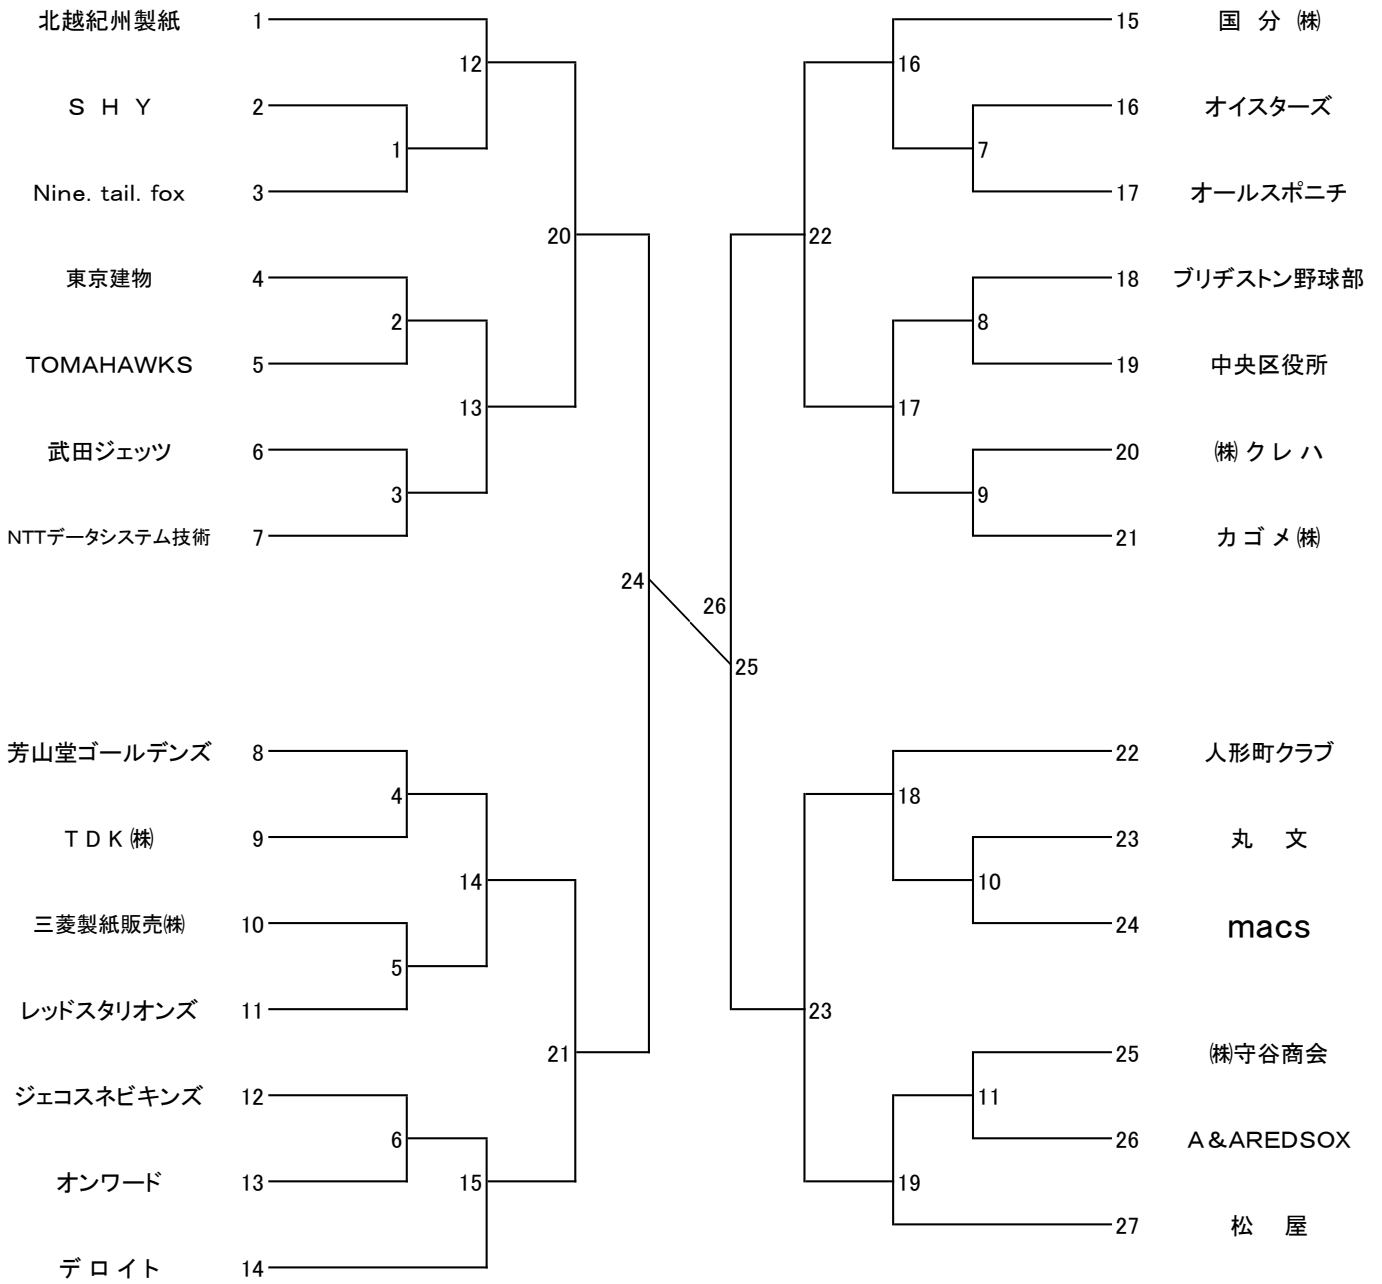 北越紀州製紙 1
S H Y 2
Nine. tail. fox 3
東京建物 4
TOMAHAWKS 5
武田ジェッツ 6
NTTデータシステム技術 7
芳山堂ゴールデンズ 8
TDK㈱ 9
三菱製紙販売㈱ 10
レッドスタリオンズ 11
ジェコスネビキンズ 12
オンワード 13
デロイト 14
12
1
2
13
3
20
4
14
5
6
15
21
24
26
25
22
16
7
8
17
9
18
10
23
11
19
15 国 分 ㈱
16 オイスターズ
17 オールスポニチ
18 ブリヂストン野球部
19 中央区役所
20 ㈱クレハ
21 カゴメ㈱
22 人形町クラブ
23 丸 文
24 macs
25 ㈱守谷商会
26 A&AREDSOX
27 松 屋